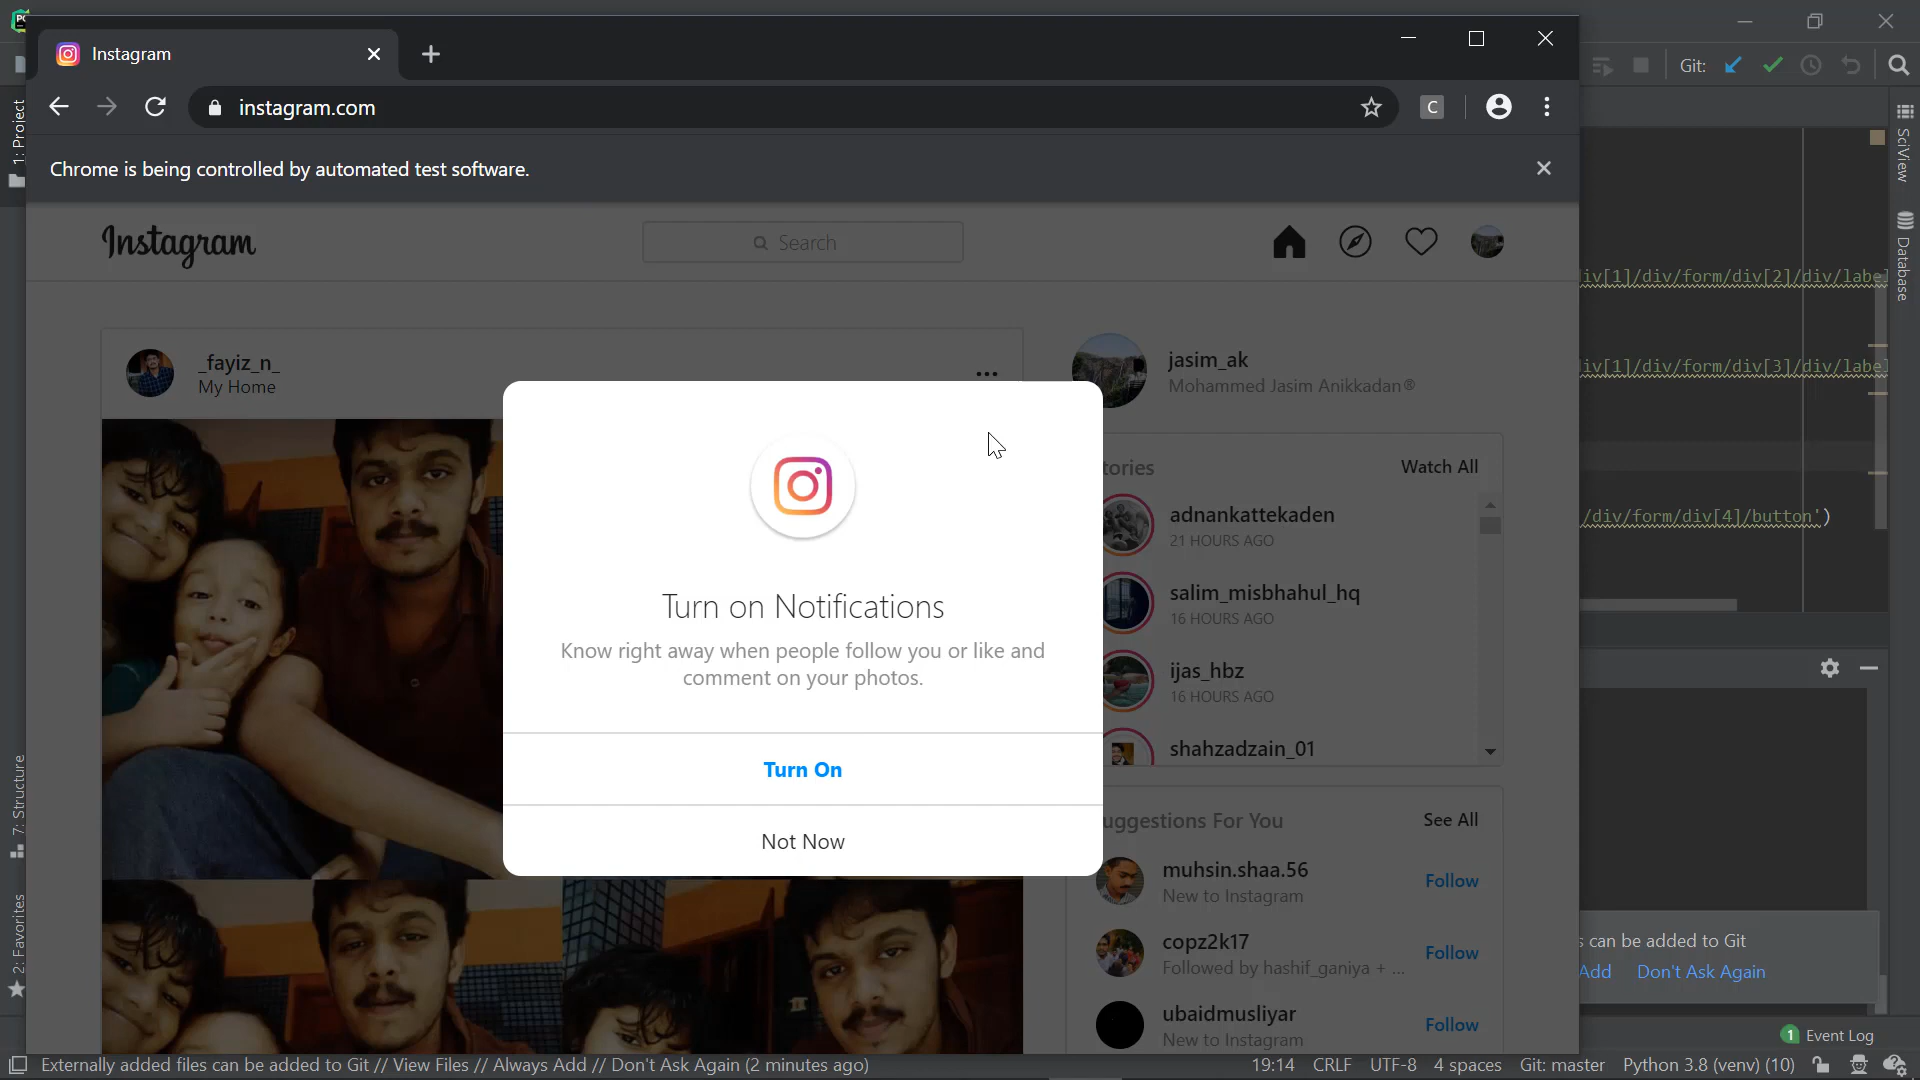 PC
Instagram
Git:
instagram.com
C
Chrome is being controlled by automated test software.
1: Project
SciView
Database
Instagram
Search
_fayiz_n_
My Home
jasim_ak
Mohammed Jasim Anikkadan®
iv[1]/div/form/div[2]/div/label
iv[1]/div/form/div[3]/div/label
/div/form/div[4]/button')
Turn on Notifications
Know right away when people follow you or like and
comment on your photos.
Turn On
Not Now
tories
Watch All
adnankattekaden
21 HOURS AGO
salim_misbhahul_hq
16 HOURS AGO
ijas_hbz
16 HOURS AGO
shahzadzain_01
uggestions For You
See All
muhsin.shaa.56
New to Instagram
Follow
copz2k17
Followed by hashif_ganiya + ...
Follow
ubaidmusliyar
New to Instagram
Follow
7: Structure
2: Favorites
s can be added to Git
Add Don't Ask Again
1 Event Log
Externally added files can be added to Git // View Files // Always Add // Don't Ask Again (2 minutes ago)
19:14 CRLF UTF-8 4 spaces Git: master Python 3.8 (venv) (10)